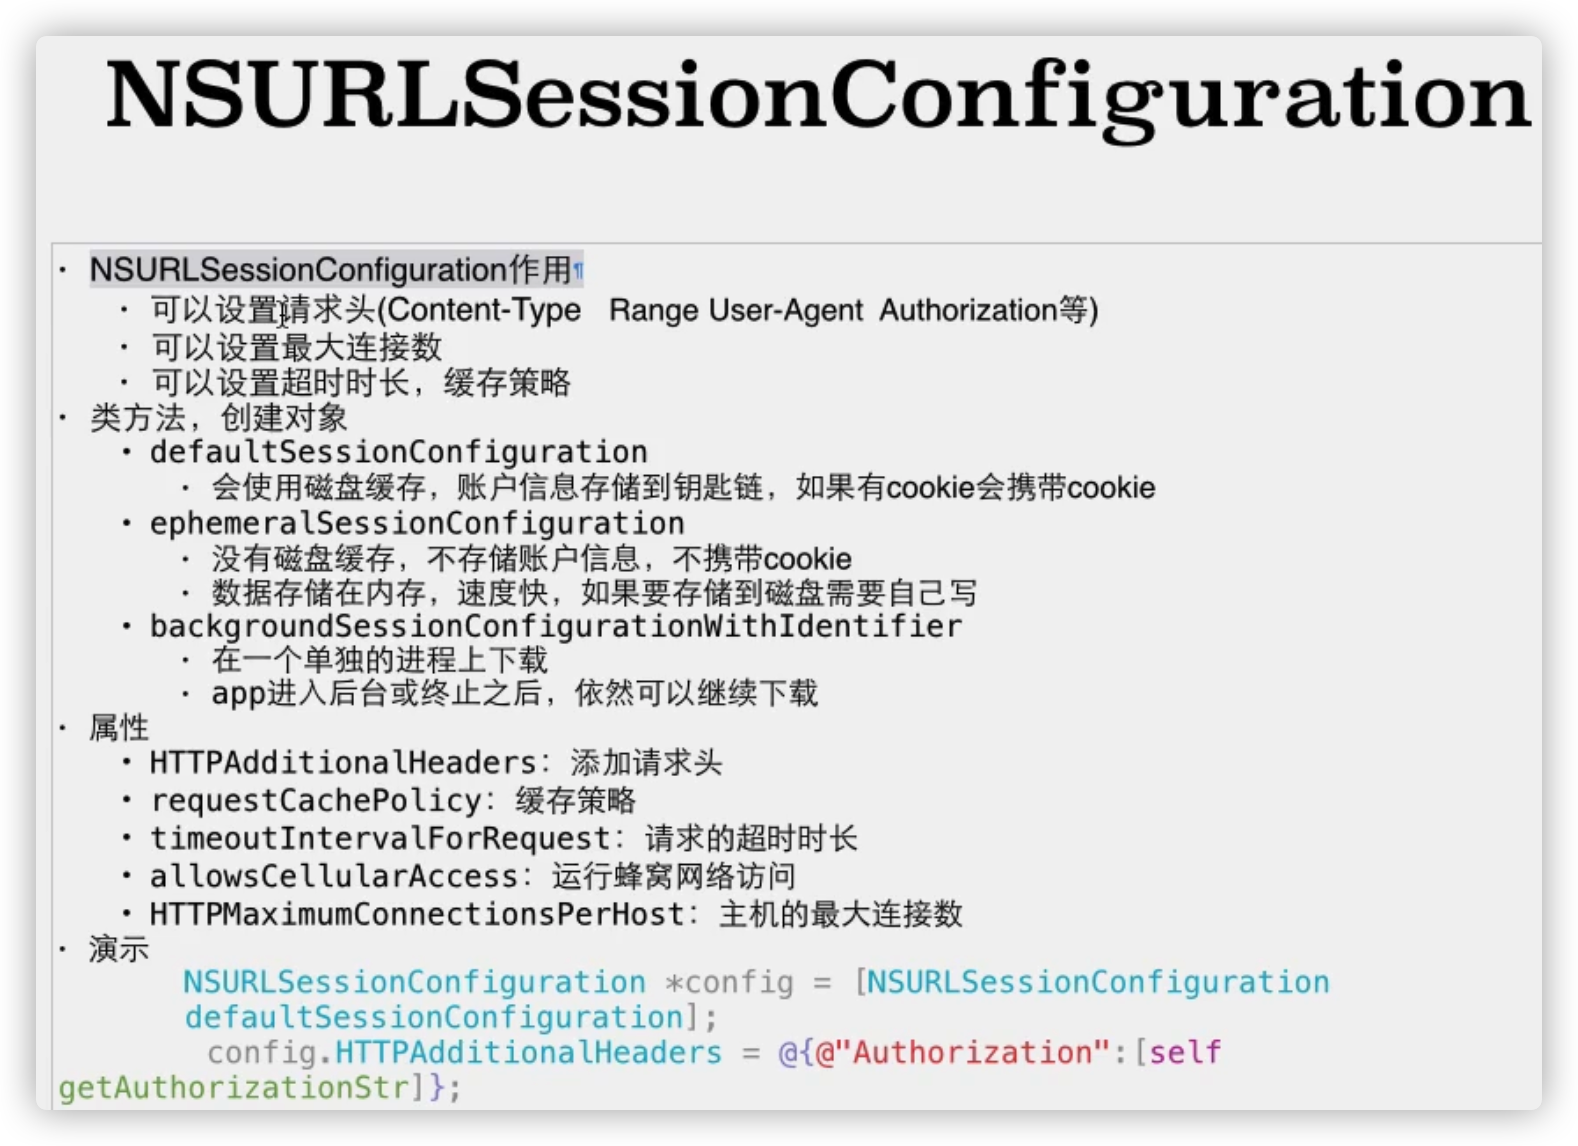 NSURLSessionConfiguration
· NSURLSessionConfiguration作用¶
· 可以设置请求头(Content-Type   Range User-Agent  Authorization等)
· 可以设置最大连接数
· 可以设置超时时长，缓存策略
· 类方法，创建对象
· defaultSessionConfiguration
· 会使用磁盘缓存，账户信息存储到钥匙链，如果有cookie会携带cookie
· ephemeralSessionConfiguration
· 没有磁盘缓存，不存储账户信息，不携带cookie
· 数据存储在内存，速度快，如果要存储到磁盘需要自己写
· backgroundSessionConfigurationWithIdentifier
· 在一个单独的进程上下载
· app进入后台或终止之后，依然可以继续下载
· 属性
· HTTPAdditionalHeaders：添加请求头
· requestCachePolicy：缓存策略
· timeoutIntervalForRequest：请求的超时时长
· allowsCellularAccess：运行蜂窝网络访问
· HTTPMaximumConnectionsPerHost：主机的最大连接数
· 演示
NSURLSessionConfiguration *config = [NSURLSessionConfiguration
defaultSessionConfiguration];
config.HTTPAdditionalHeaders = @{@"Authorization":[self
getAuthorizationStr]};